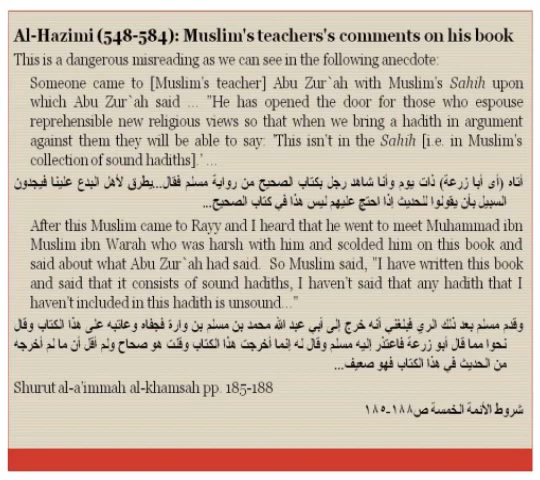 Al-Hazimi (548-584): Muslim's teachers's comments on his book
This is a dangerous misreading as we can see in the following anecdote:
Someone came to [Muslim's teacher] Abu Zur`ah with Muslim's Sahih upon
which Abu Zur`ah said ... "He has opened the door for those who espouse
reprehensible new religious views so that when we bring a hadith in argument
against them they will be able to say: 'This isn't in the Sahih [i.e. in Muslim's
collection of sound hadiths].' ...
أتاه (أى أبا زرعة) ذات يوم وأنا شاهد رجل بكتاب الصحيح من رواية مسلم فقال...يطرق لأهل البدع علينا فيجدون
السبيل بأن يقولوا للحديث إذا احتج عليهم ليس هذا في كتاب الصحيح...
After this Muslim came to Rayy and I heard that he went to meet Muhammad ibn
Muslim ibn Warah who was harsh with him and scolded him on this book and
said about what Abu Zur`ah had said.  So Muslim said, "I have written this book
and said that it consists of sound hadiths, I haven't said that any hadith that I
haven't included in this hadith is unsound..."
وقدم مسلم بعد ذلك الري فبلغني أنه خرج إلى أبي عبد الله محمد بن مسلم بن وارة فجفاه وعاتبه على هذا الكتاب وقال
نحوا مما قال أبو زرعة فاعتذر إليه مسلم وقال له إنما أخرجت هذا الكتاب وقلت هو صحاح ولم أقل أن ما لم أخرجه
من الحديث في هذا الكتاب فهو ضعيف...
Shurut al-a'immah al-khamsah pp. 185-188
شروط الأئمة الخمسة ص١٨٨-١٨٥